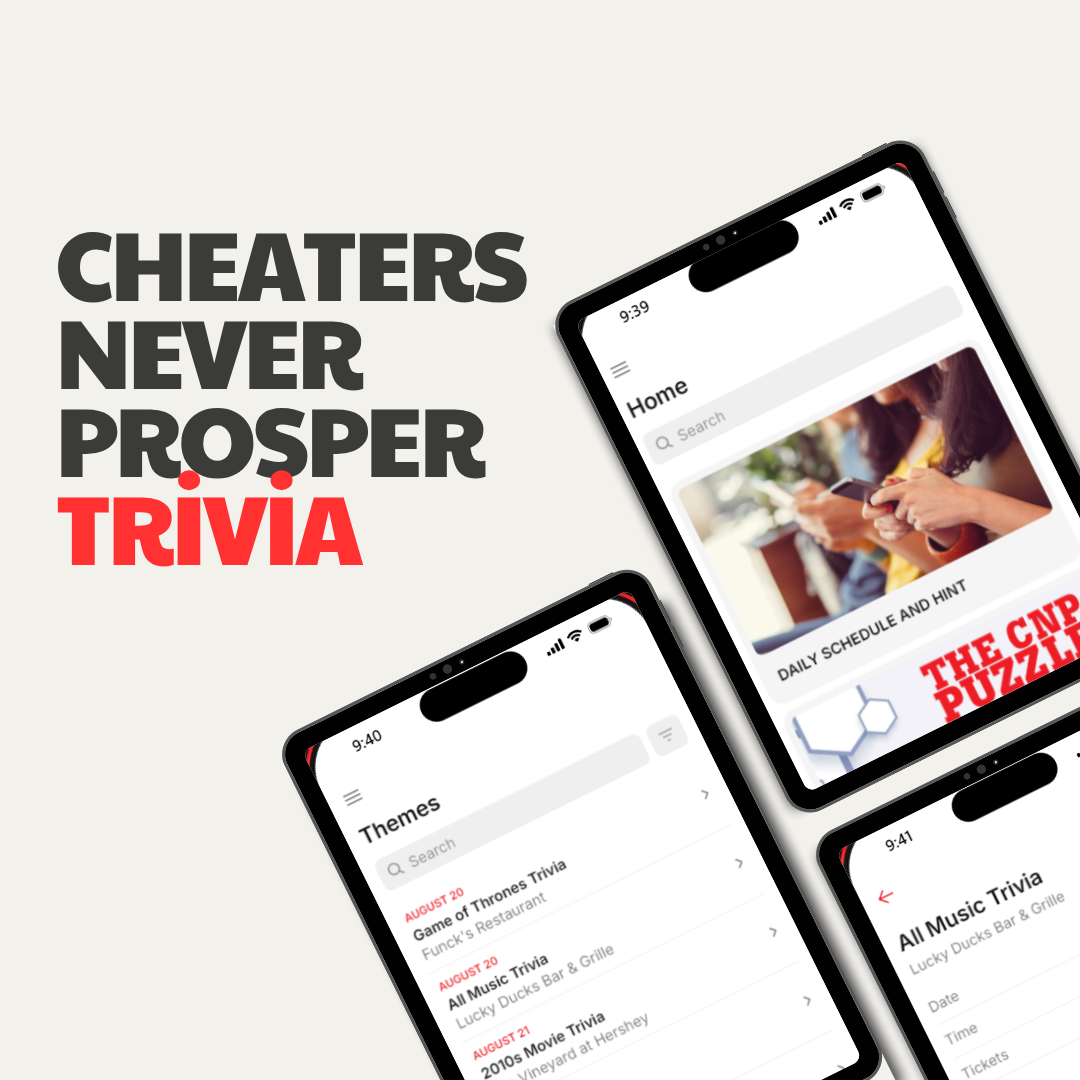 CHEATERS
NEVER
PROSPER
TRiViA
9:39
Home
Search
DAILY SCHEDULE AND HINT
THE CNP
9:40
Themes
Search
AUGUST 20
Game of Thrones Trivia
Funck's Restaurant
AUGUST 20
All Music Trivia
Lucky Ducks Bar & Grille
AUGUST 21
2010s Movie Trivia
Vineyard at Hershey
9:41
All Music Trivia
Lucky Ducks Bar & Grille
Date
Time
Tickets